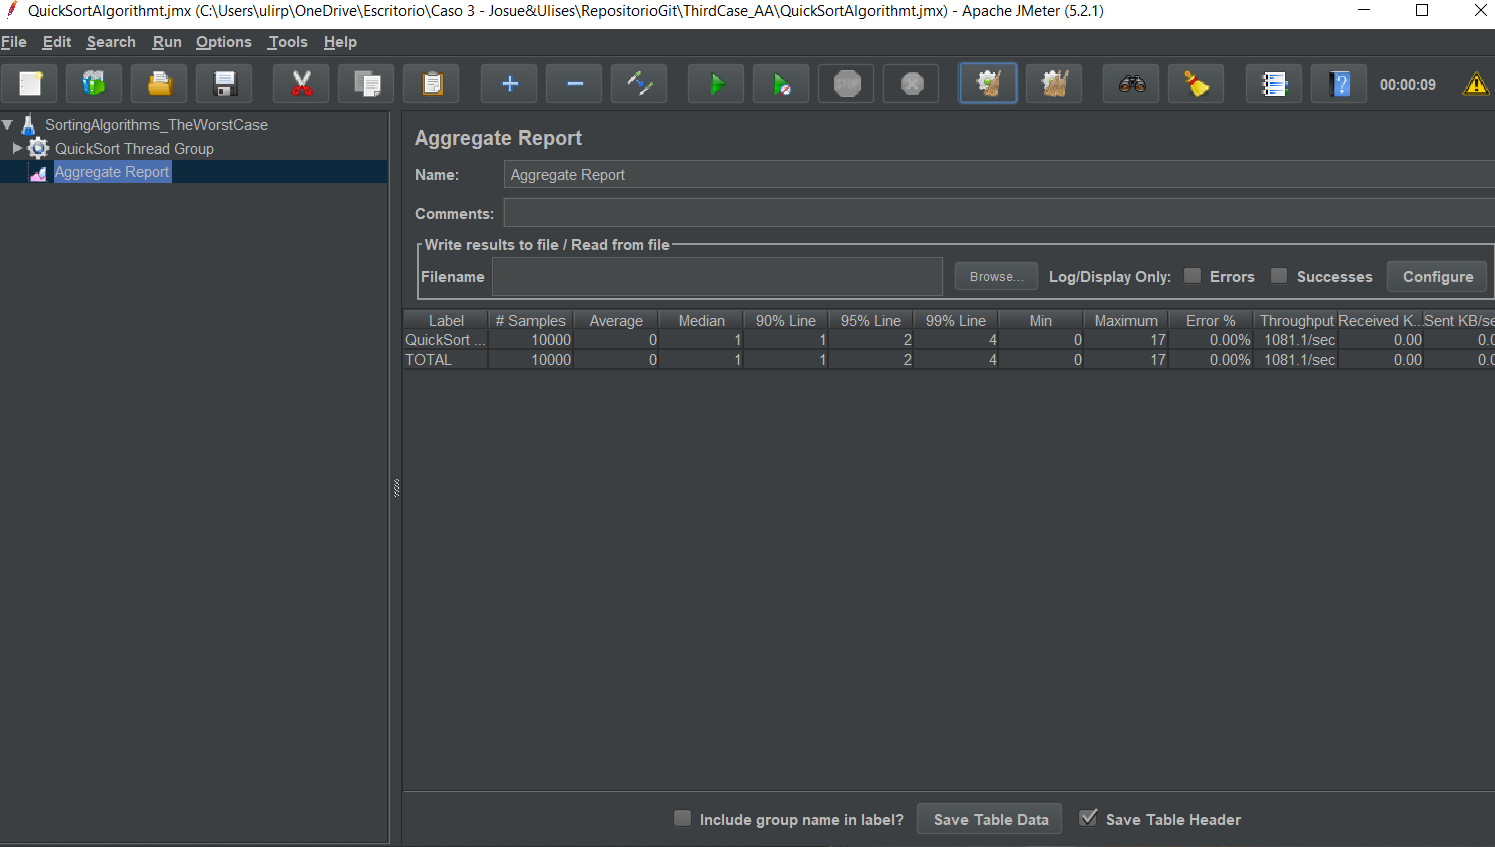 QuickSortAlgorithmt.jmx (C:\Users\ulirp\OneDrive\Escritorio\Caso 3 - Josue&Ulises\RepositorioGit\ThirdCase_AA\QuickSortAlgorithmt.jmx) - Apache JMeter (5.2.1)
File Edit Search Run Options Tools Help
STOP 00:00:09
SortingAlgorithms_TheWorstCase
QuickSort Thread Group
Aggregate Report
Aggregate Report
Name: Aggregate Report
Comments:
Write results to file / Read from file
Filename Browse... Log/Display Only: Errors Successes Configure
Label # Samples Average Median 90% Line 95% Line 99% Line Min Maximum Error % Throughput Received K... Sent KB/se
QuickSort ... 10000 0 1 1 2 4 0 17 0.00% 1081.1/sec 0.00 0.0
TOTAL 10000 0 1 1 2 4 0 17 0.00% 1081.1/sec 0.00 0.0
Include group name in label? Save Table Data Save Table Header